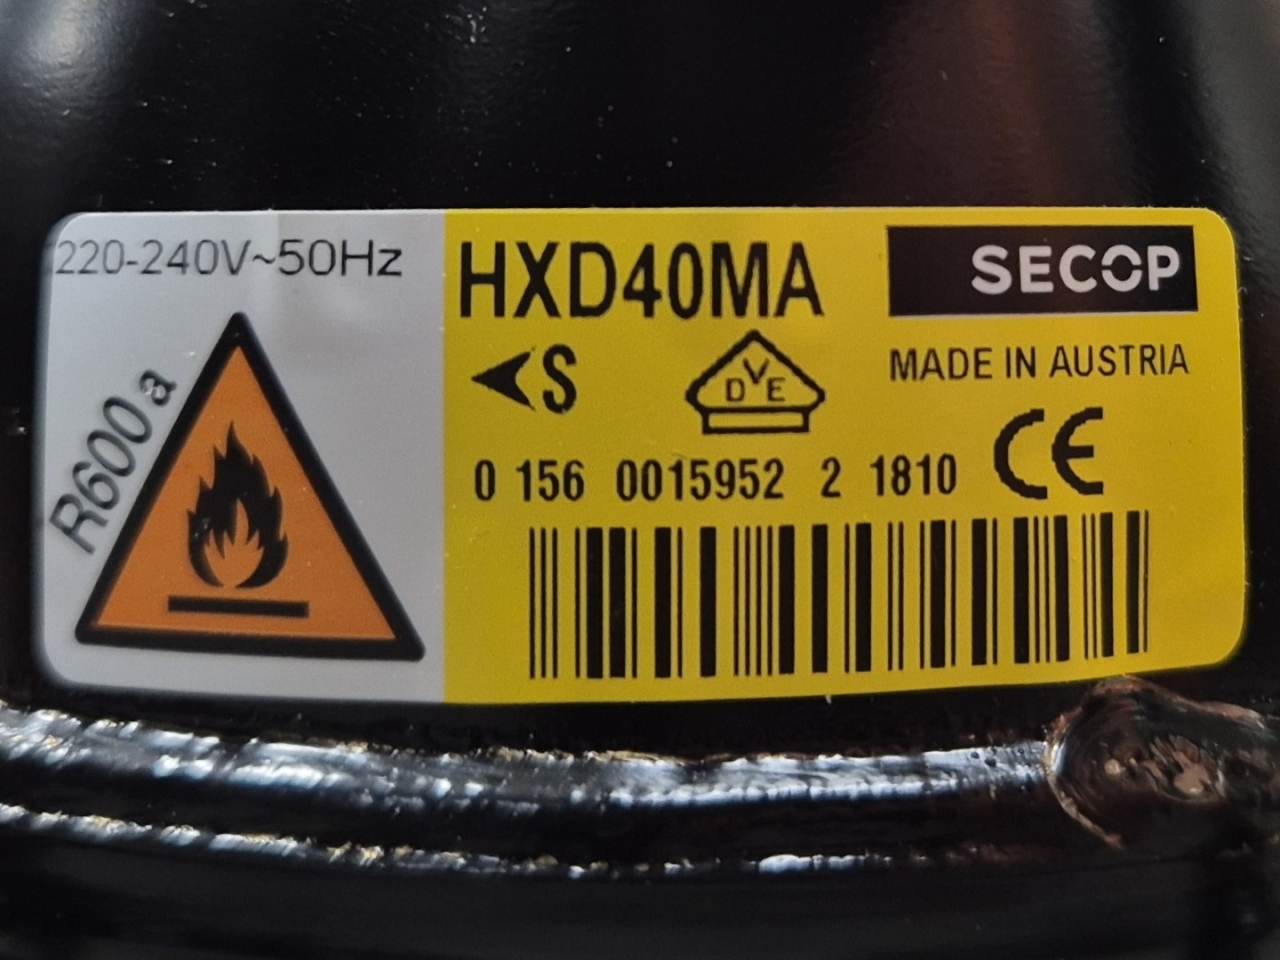 220-240V~50Hz
R600a
HXD40MA
SECOP
S
DVE
MADE IN AUSTRIA
0 156 0015952 2 1810
CE